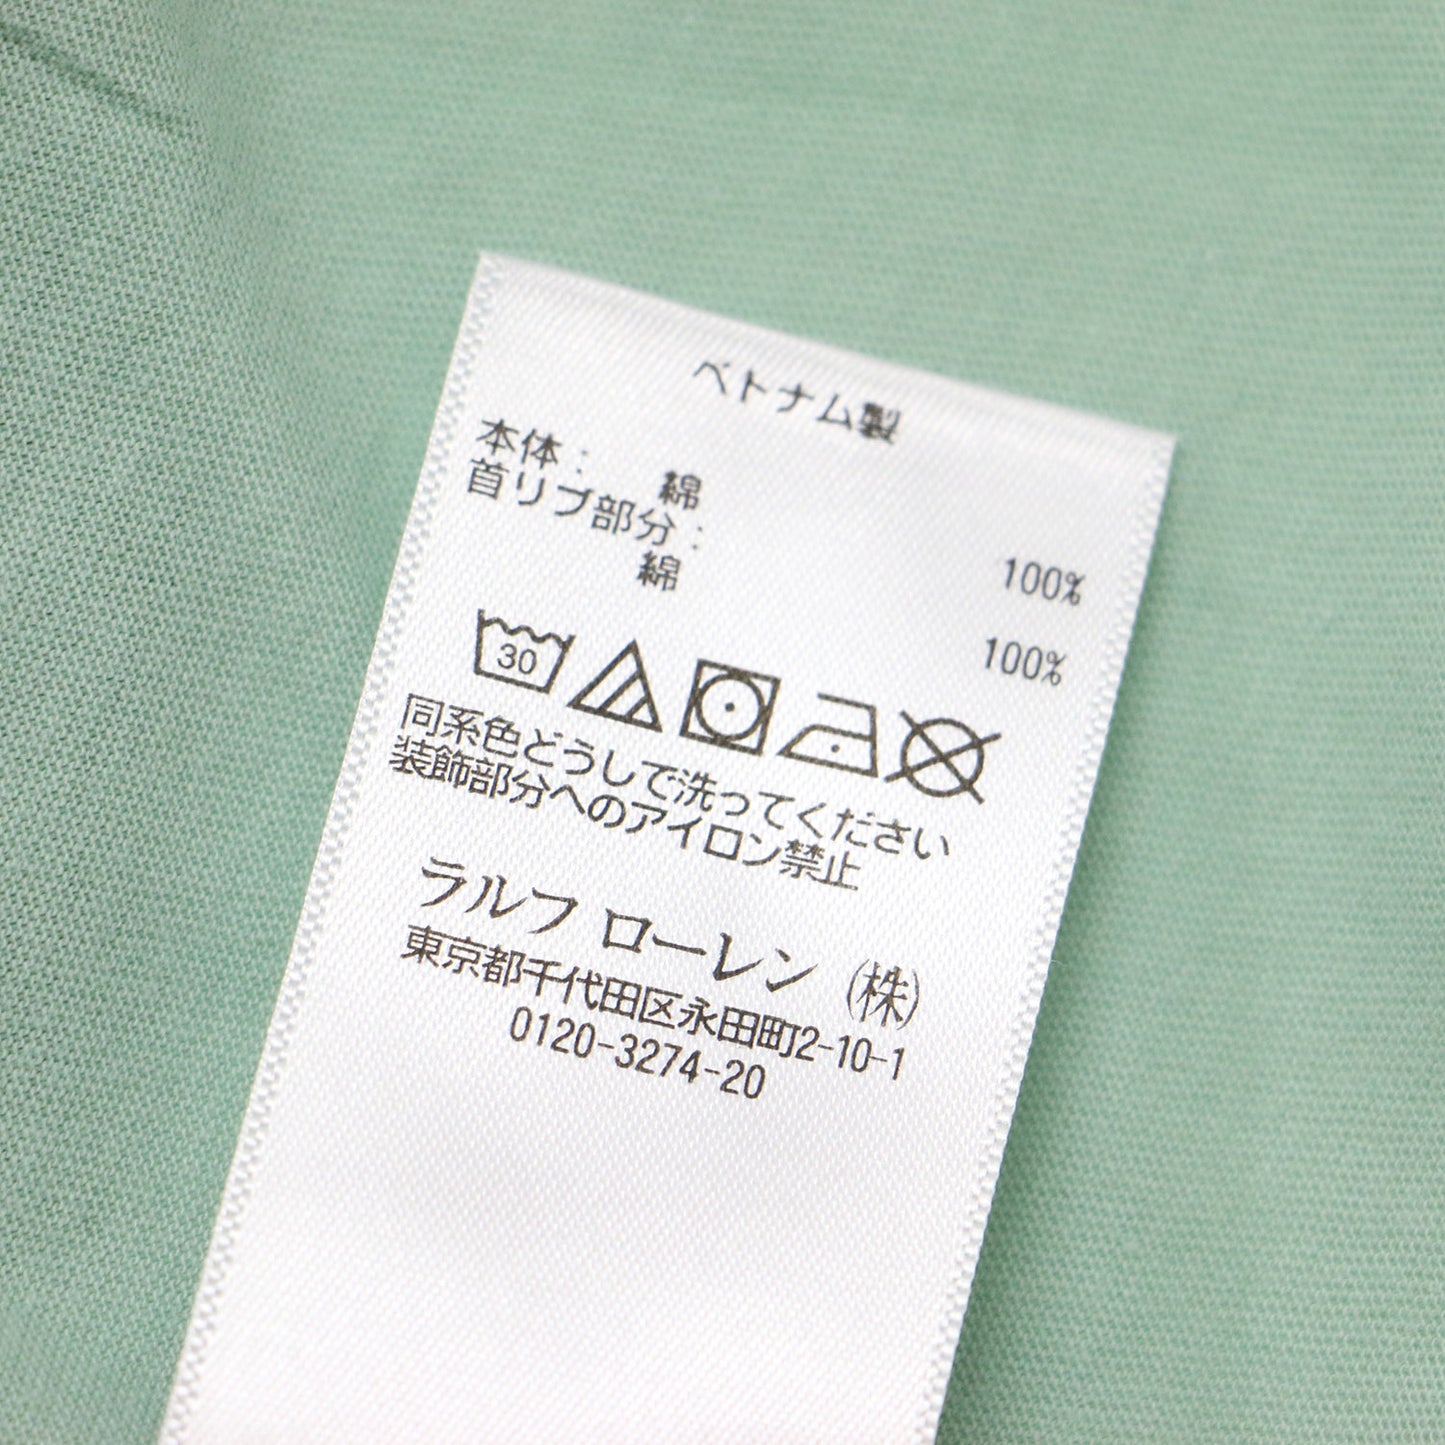 ベトナム製
本体: 綿 100%
首リブ部分:
綿 100%
30
同系色どうしで洗ってください
装飾部分へのアイロン禁止
ラルフ ローレン (株)
東京都千代田区永田町2-10-1
0120-3274-20